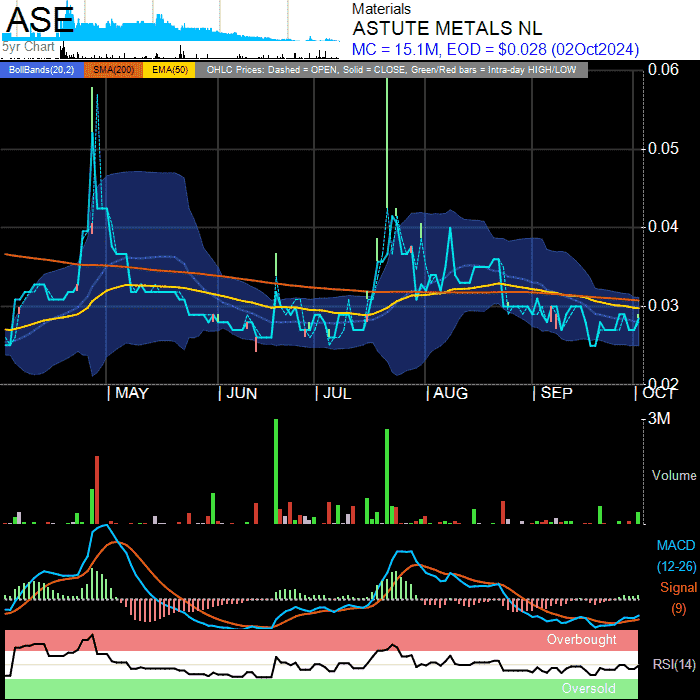 ASE
5yr Chart
Materials
ASTUTE METALS NL
MC = 15.1M, EOD = $0.028 (02Oct2024)
BollBands(20,2) SMA(200) EMA(50) OHLC Prices: Dashed = OPEN, Solid = CLOSE, Green/Red bars = Intra-day HIGH/LOW
0.06
0.05
0.04
0.03
0.02
MAY JUN JUL AUG SEP OCT
3M
Volume
MACD
(12-26)
Signal
(9)
Overbought
RSI(14)
Oversold